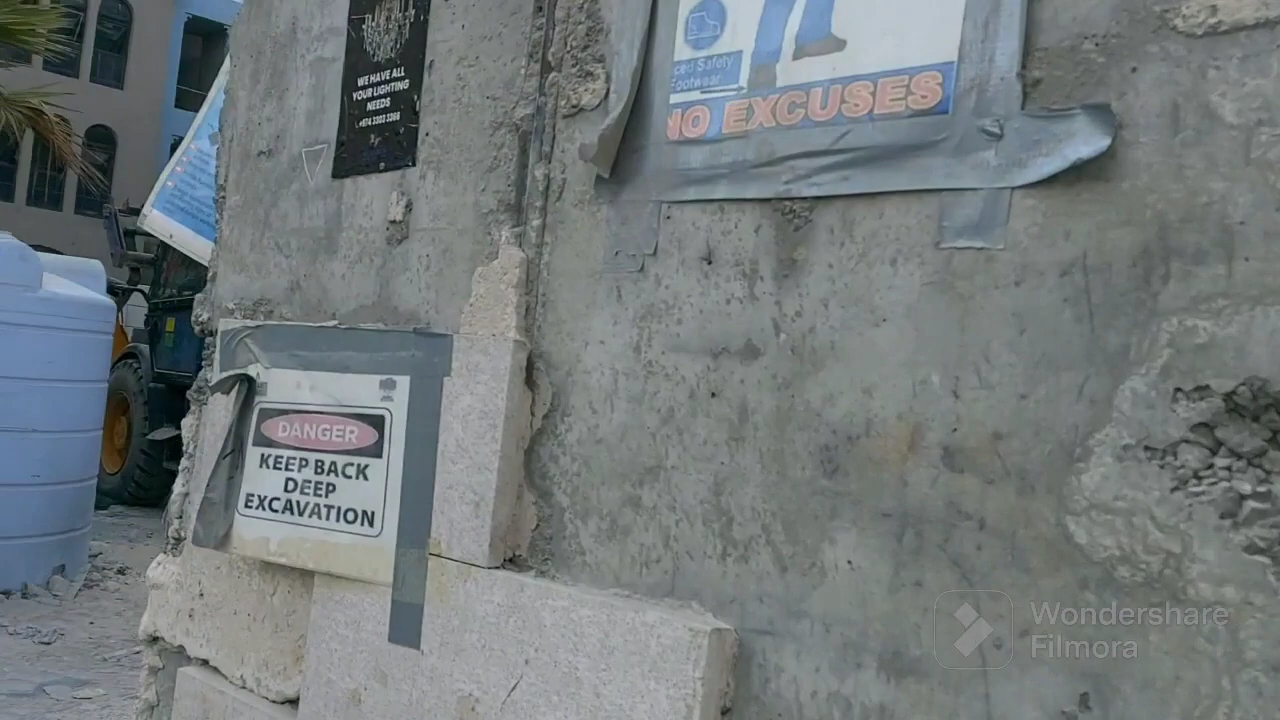 WE HAVE ALL
YOUR LIGHTING
NEEDS
ced Safety
Footwear
NO EXCUSES
DANGER
KEEP BACK
DEEP
EXCAVATION
Wondershare
Filmora